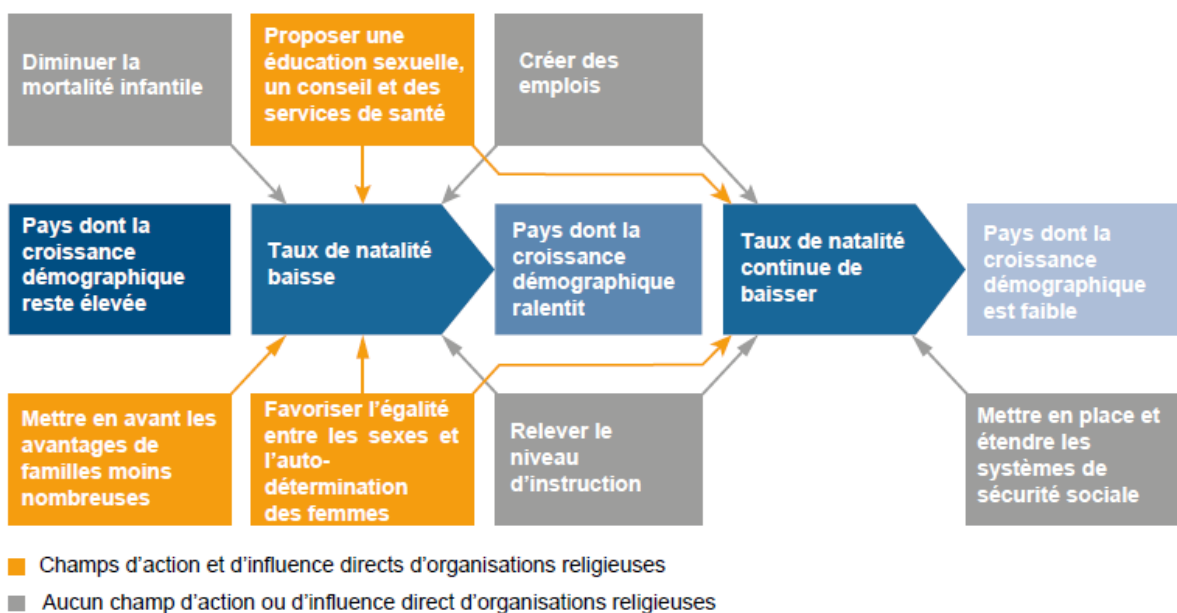 Diminuer la
mortalité infantile
Proposer une
éducation sexuelle,
un conseil et des
services de santé
Créer des
emplois
Pays dont la
croissance
démographique
reste élevée
Taux de natalité
baisse
Pays dont la
croissance
démographique
ralentit
Taux de natalité
continue de
baisser
Pays dont la
croissance
démographique
est faible
Mettre en avant les
avantages de
familles moins
nombreuses
Favoriser l’égalité
entre les sexes et
l’auto-
détermination
des femmes
Relever le
niveau
d’instruction
Mettre en place et
étendre les
systèmes de
sécurité sociale
Champs d’action et d’influence directs d’organisations religieuses
Aucun champ d’action ou d’influence direct d’organisations religieuses